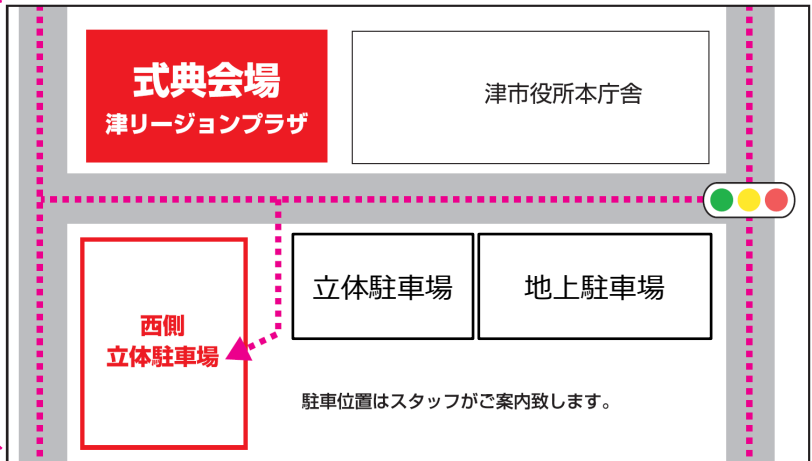 式典会場
津リージョンプラザ
津市役所本庁舎
立体駐車場
地上駐車場
西側
立体駐車場
駐車位置はスタッフがご案内致します。